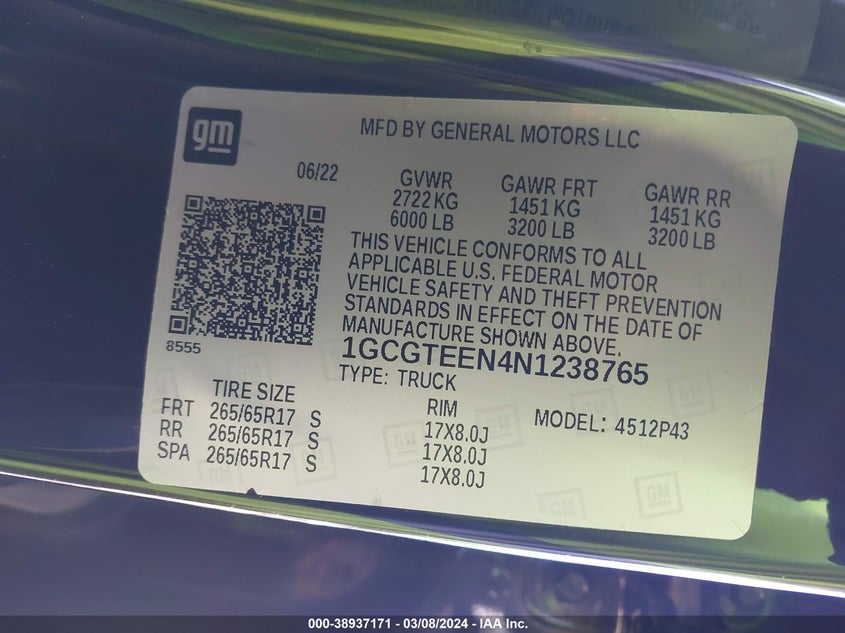 gm
MFD BY GENERAL MOTORS LLC
06/22
GVWR
2722 KG
6000 LB
GAWR FRT
1451 KG
3200 LB
GAWR RR
1451 KG
3200 LB
THIS VEHICLE CONFORMS TO ALL
APPLICABLE U.S. FEDERAL MOTOR
VEHICLE SAFETY AND THEFT PREVENTION
STANDARDS IN EFFECT ON THE DATE OF
MANUFACTURE SHOWN ABOVE.
8555
1GCGTEEN4N1238765
TYPE: TRUCK
MODEL: 4512P43
TIRE SIZE
RIM
FRT 265/65R17 S 17X8.0J
RR 265/65R17 S 17X8.0J
SPA 265/65R17 S 17X8.0J
GM
GM
GM
GM
000-38937171 — 03/08/2024 — IAA Inc.